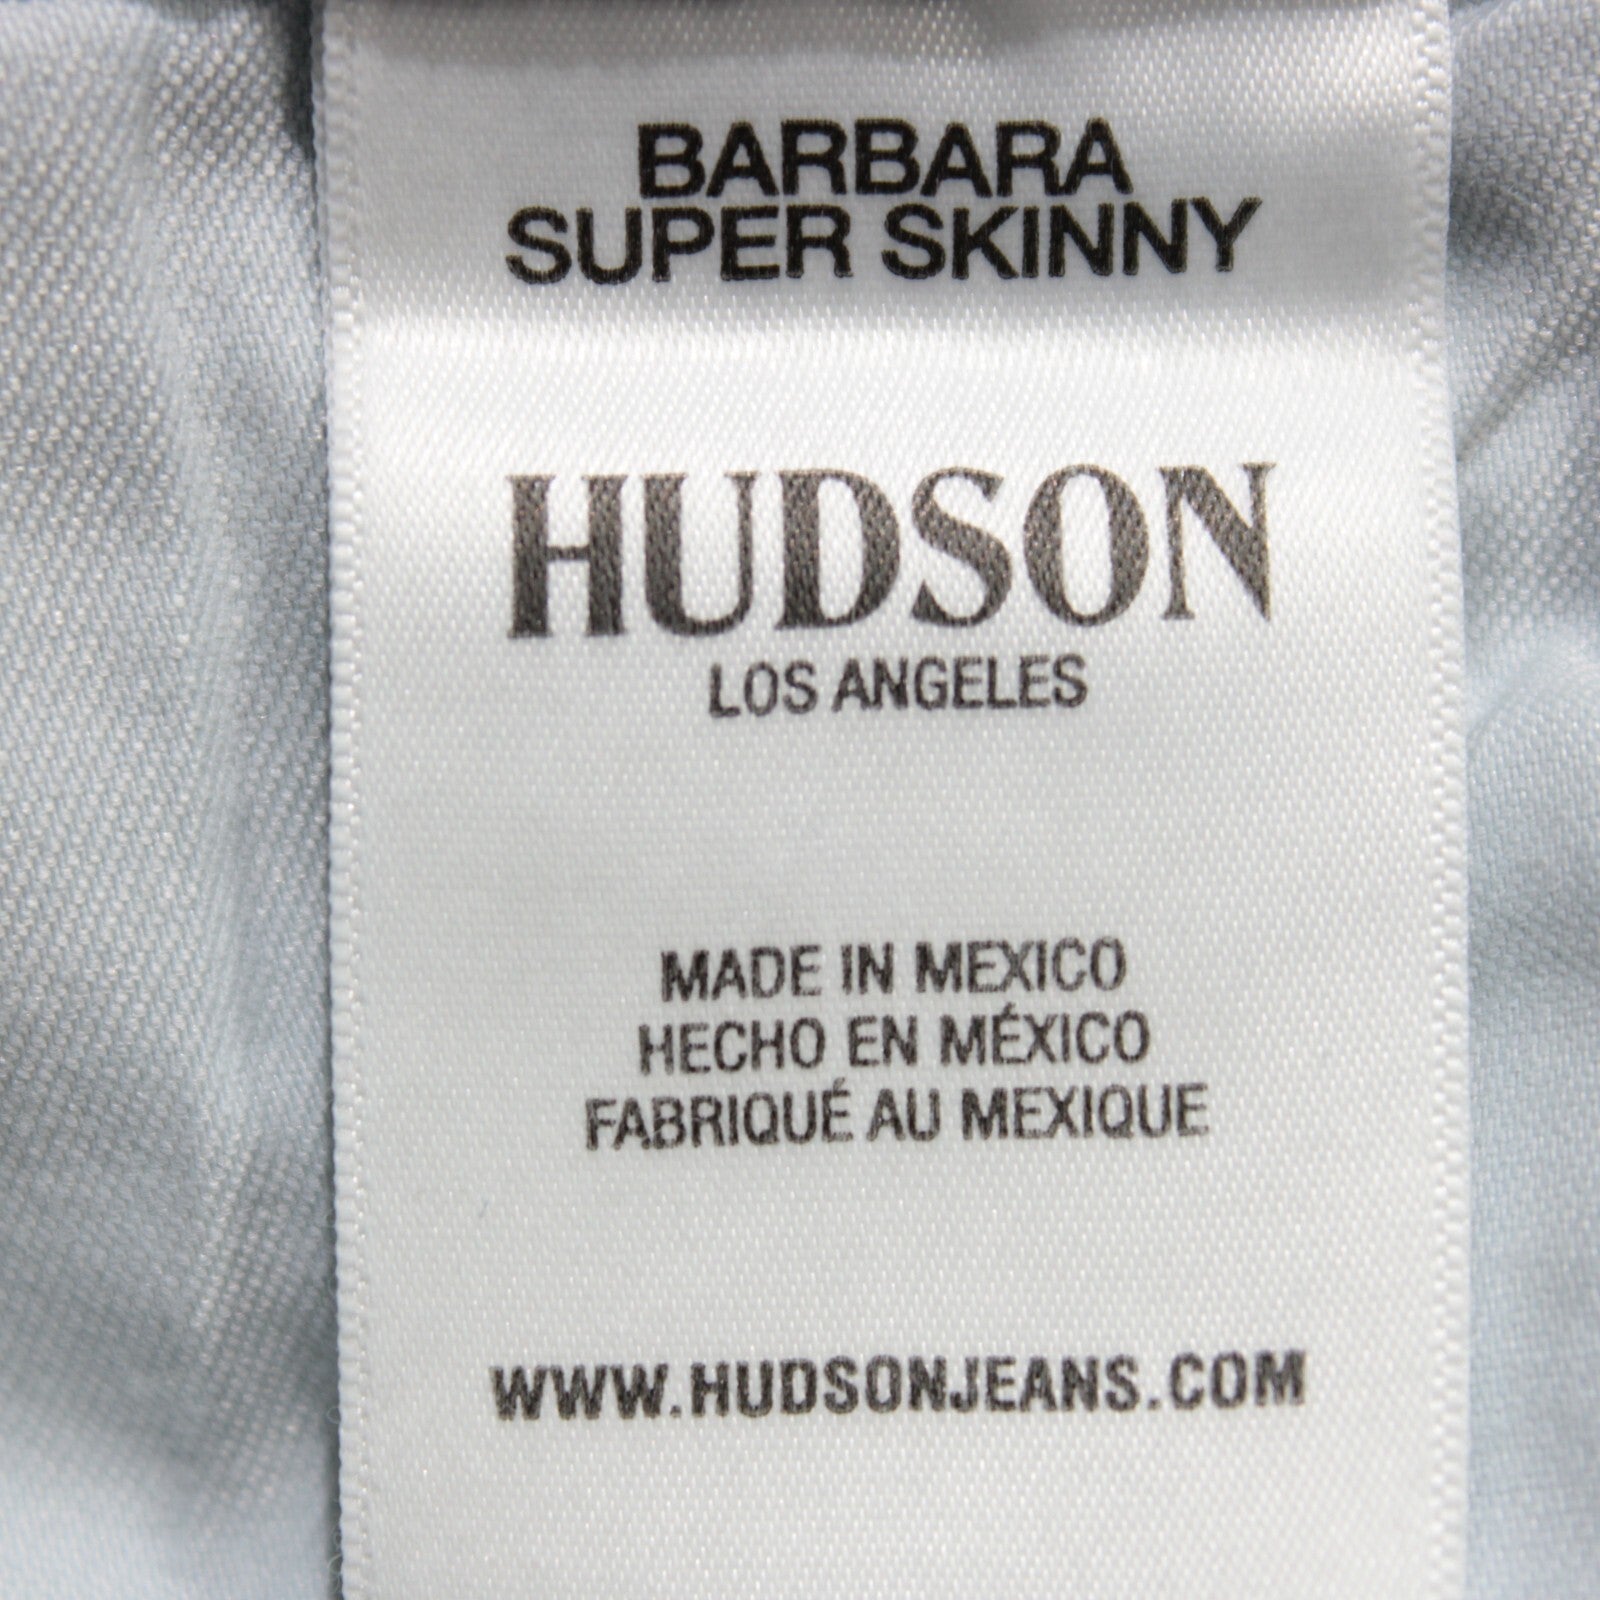 BARBARA
SUPER SKINNY
HUDSON
LOS ANGELES
MADE IN MEXICO
HECHO EN MÉXICO
FABRIQUÉ AU MEXIQUE
WWW.HUDSONJEANS.COM